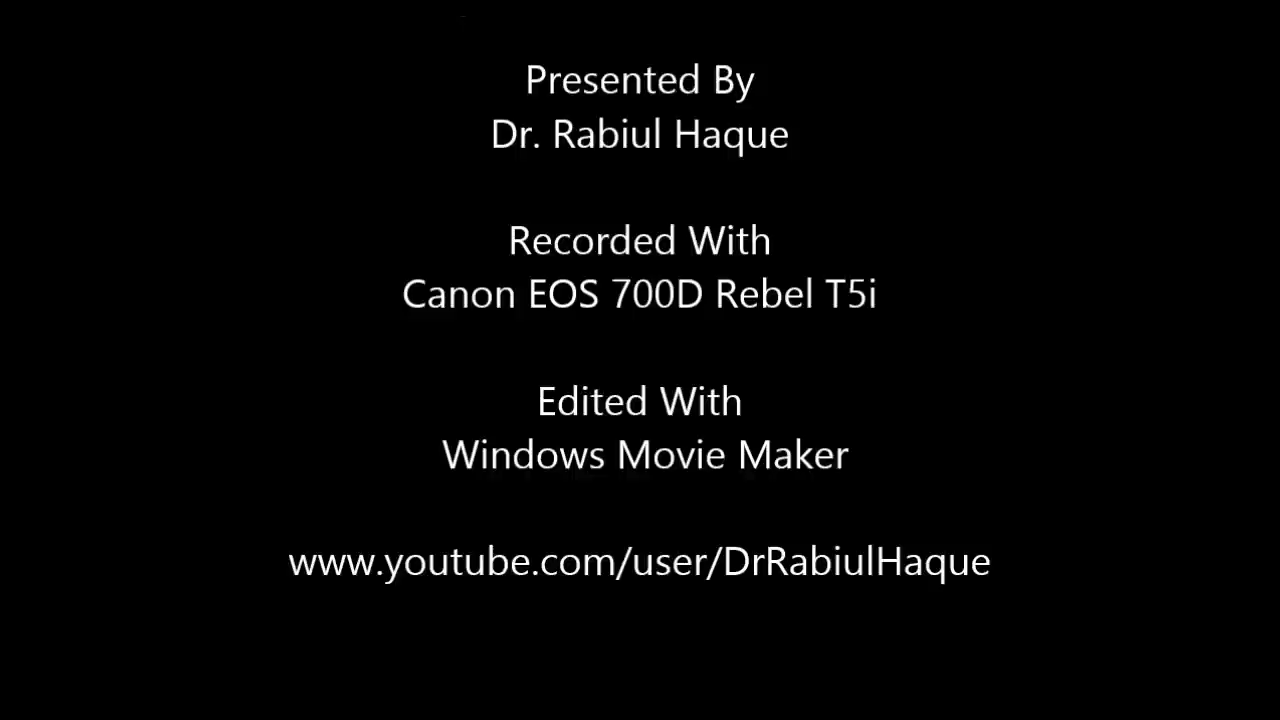 Presented By
Dr. Rabiul Haque
Recorded With
Canon EOS 700D Rebel T5i
Edited With
Windows Movie Maker
www.youtube.com/user/DrRabiulHaque